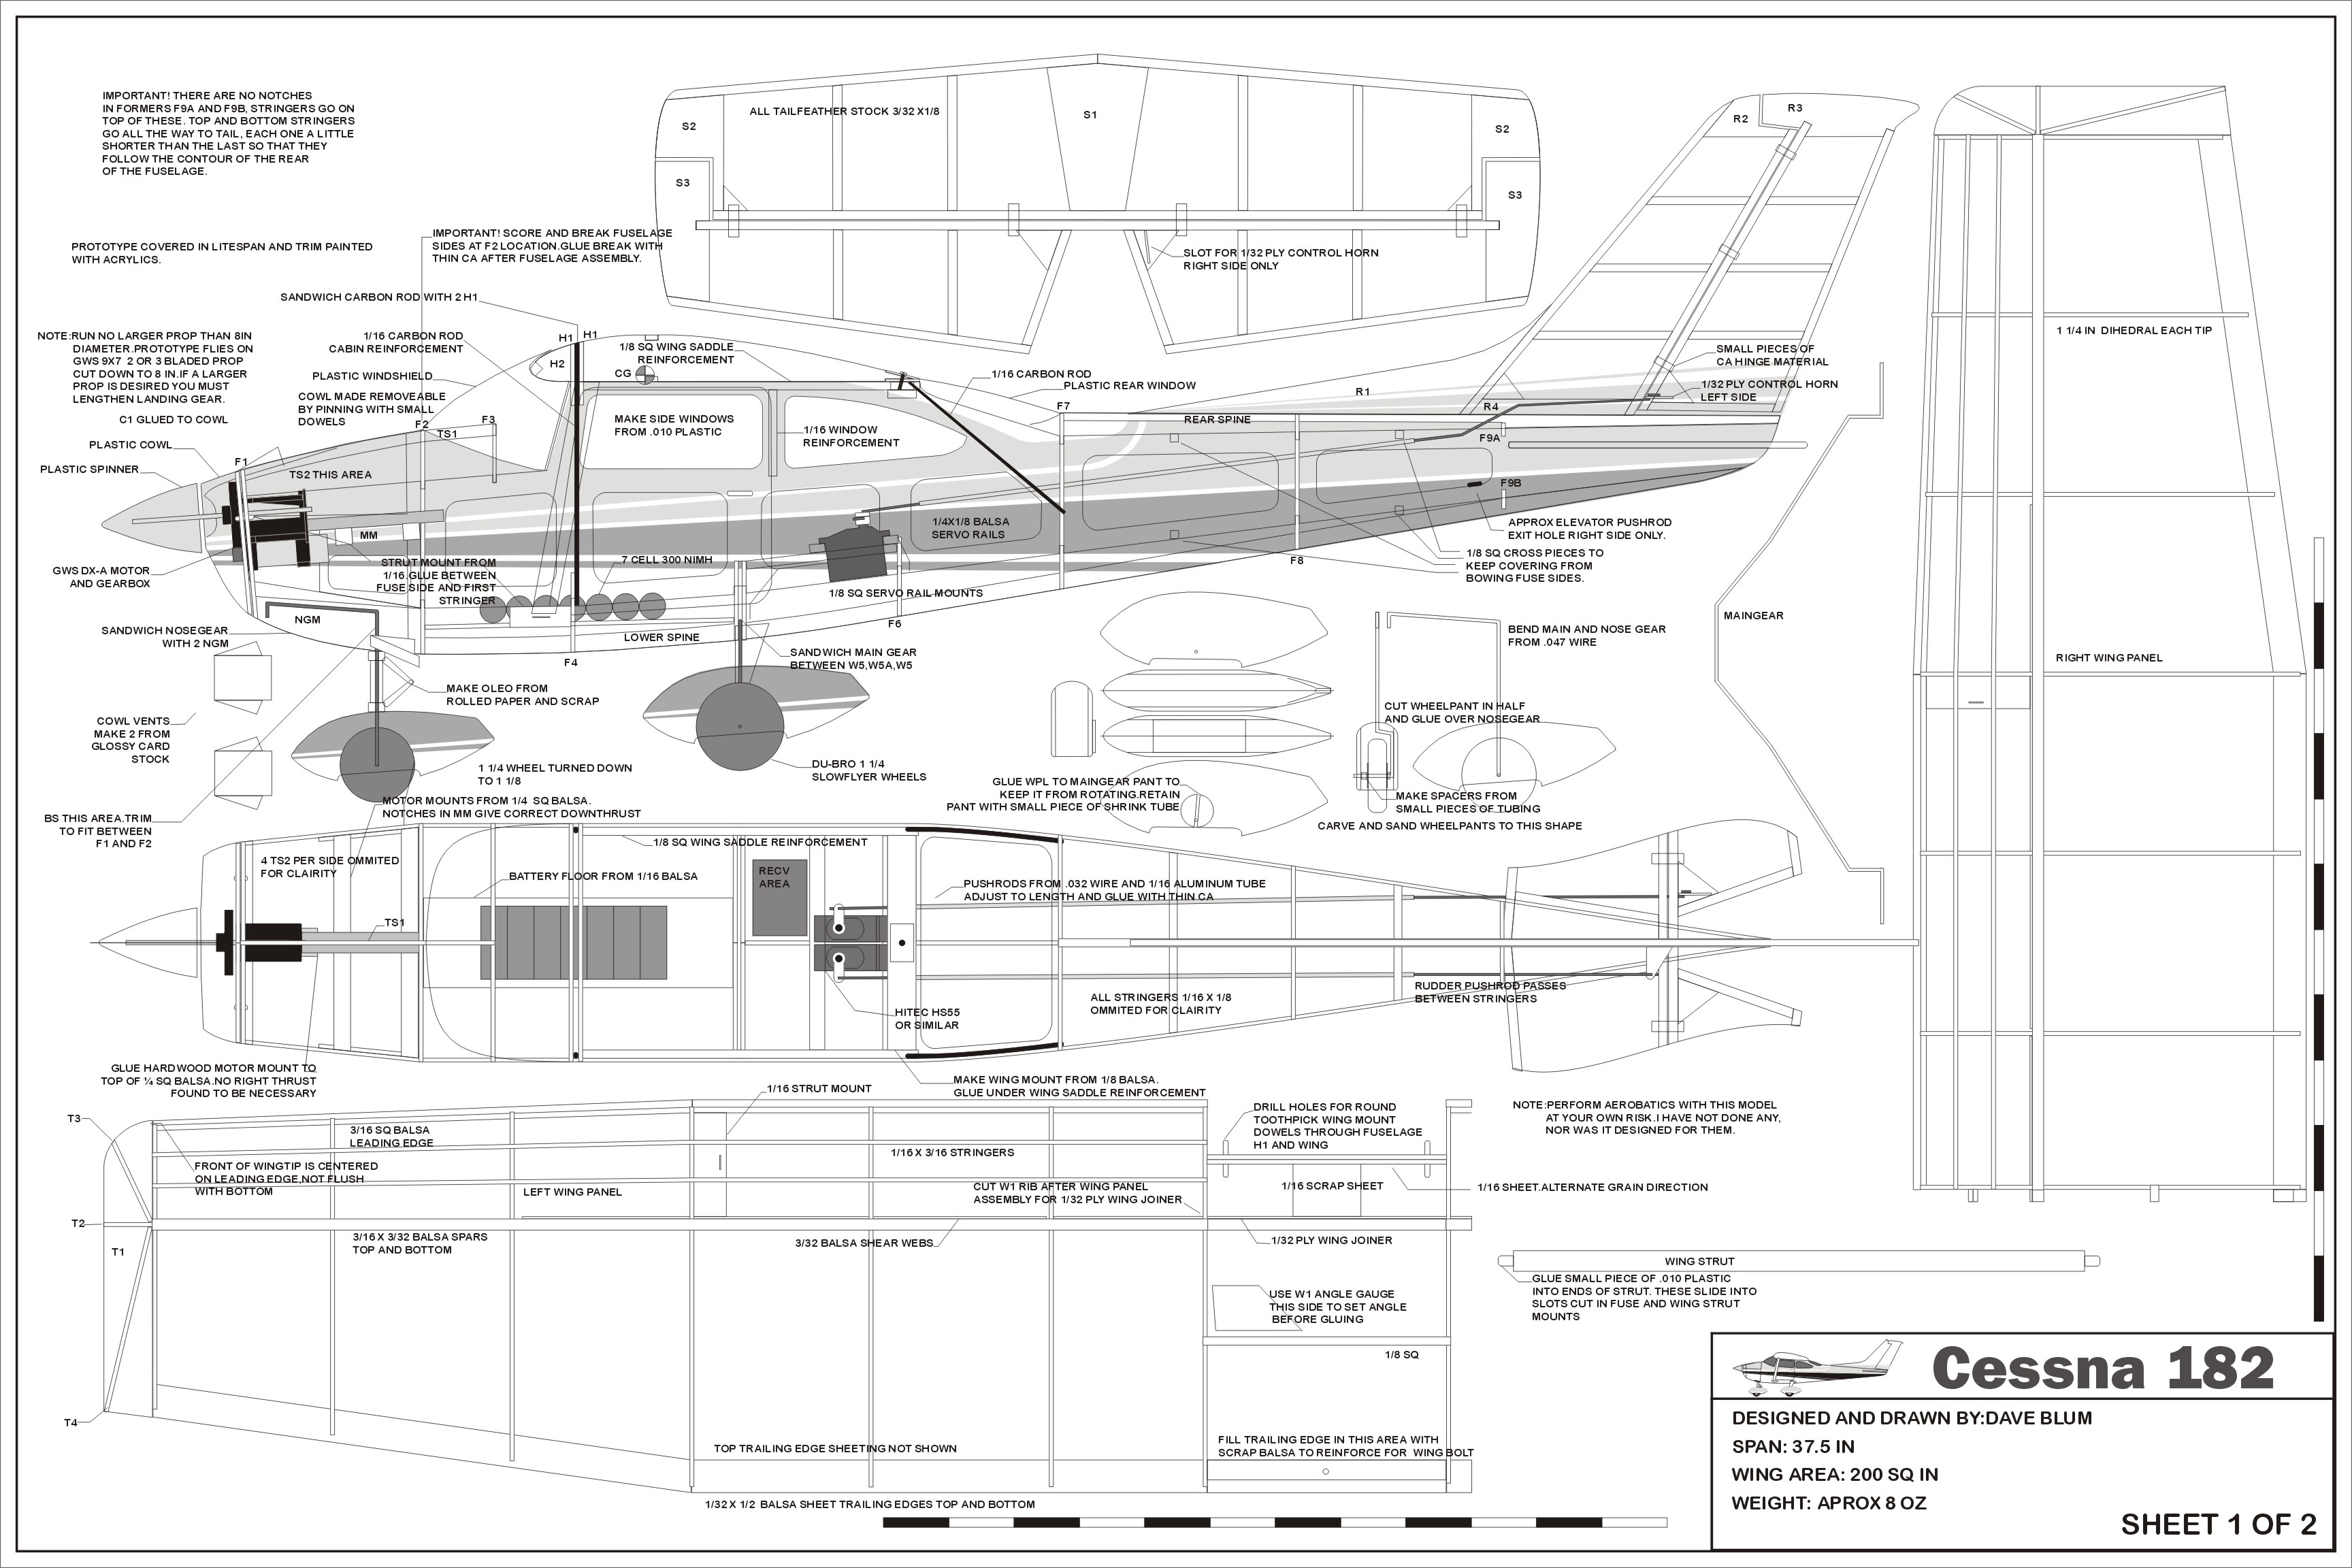 IMPORTANT! THERE ARE NO NOTCHES
IN FORMERS F9A AND F9B, STRINGERS GO ON
TOP OF THESE. TOP AND BOTTOM STRINGERS
GO ALL THE WAY TO TAIL, EACH ONE A LITTLE
SHORTER THAN THE LAST SO THAT THEY
FOLLOW THE CONTOUR OF THE REAR
OF THE FUSELAGE.
PROTOTYPE COVERED IN LITESPAN AND TRIM PAINTED
WITH ACRYLICS.
IMPORTANT! SCORE AND BREAK FUSELAGE
SIDES AT F2 LOCATION.GLUE BREAK WITH
THIN CA AFTER FUSELAGE ASSEMBLY.
SANDWICH CARBON ROD WITH 2 H1
ALL TAILFEATHER STOCK 3/32 X1/8
S1
S2
S2
S3
S3
SLOT FOR 1/32 PLY CONTROL HORN
RIGHT SIDE ONLY
R2
R3
NOTE:RUN NO LARGER PROP THAN 8IN
DIAMETER.PROTOTYPE FLIES ON
GWS 9X7 2 OR 3 BLADED PROP
CUT DOWN TO 8 IN.IF A LARGER
PROP IS DESIRED YOU MUST
LENGTHEN LANDING GEAR.
1/16 CARBON ROD
CABIN REINFORCEMENT
H1
H1
H2
1/8 SQ WING SADDLE
REINFORCEMENT
CG
PLASTIC WINDSHIELD
COWL MADE REMOVEABLE
BY PINNING WITH SMALL
DOWELS
C1 GLUED TO COWL
PLASTIC COWL
PLASTIC SPINNER
F1
F2
TS1
F3
TS2 THIS AREA
MAKE SIDE WINDOWS
FROM .010 PLASTIC
1/16 WINDOW
REINFORCEMENT
1/16 CARBON ROD
PLASTIC REAR WINDOW
F7
R1
REAR SPINE
R4
SMALL PIECES OF
CA HINGE MATERIAL
1/32 PLY CONTROL HORN
LEFT SIDE
F9A
F9B
APPROX ELEVATOR PUSHROD
EXIT HOLE RIGHT SIDE ONLY.
1/8 SQ CROSS PIECES TO
KEEP COVERING FROM
BOWING FUSE SIDES.
F8
MM
1/4X1/8 BALSA
SERVO RAILS
GWS DX-A MOTOR
AND GEARBOX
STRUT MOUNT FROM
1/16.GLUE BETWEEN
FUSE SIDE AND FIRST
STRINGER
7 CELL 300 NIMH
1/8 SQ SERVO RAIL MOUNTS
F6
NGM
SANDWICH NOSEGEAR
WITH 2 NGM
LOWER SPINE
F4
SANDWICH MAIN GEAR
BETWEEN W5,W5A,W5
MAKE OLEO FROM
ROLLED PAPER AND SCRAP
COWL VENTS
MAKE 2 FROM
GLOSSY CARD
STOCK
1 1/4 WHEEL TURNED DOWN
TO 1 1/8
DU-BRO 1 1/4
SLOWFLYER WHEELS
BEND MAIN AND NOSE GEAR
FROM .047 WIRE
CUT WHEELPANT IN HALF
AND GLUE OVER NOSEGEAR
GLUE WPL TO MAINGEAR PANT TO
KEEP IT FROM ROTATING.RETAIN
PANT WITH SMALL PIECE OF SHRINK TUBE
MAKE SPACERS FROM
SMALL PIECES OF TUBING
CARVE AND SAND WHEELPANTS TO THIS SHAPE
MAINGEAR
1 1/4 IN DIHEDRAL EACH TIP
RIGHT WING PANEL
BS THIS AREA.TRIM
TO FIT BETWEEN
F1 AND F2
MOTOR MOUNTS FROM 1/4 SQ BALSA.
NOTCHES IN MM GIVE CORRECT DOWNTHRUST
4 TS2 PER SIDE OMMITED
FOR CLAIRITY
1/8 SQ WING SADDLE REINFORCEMENT
BATTERY FLOOR FROM 1/16 BALSA
RECV
AREA
PUSHRODS FROM .032 WIRE AND 1/16 ALUMINUM TUBE
ADJUST TO LENGTH AND GLUE WITH THIN CA
TS1
ALL STRINGERS 1/16 X 1/8
OMMITED FOR CLAIRITY
RUDDER PUSHROD PASSES
BETWEEN STRINGERS
HITEC HS55
OR SIMILAR
GLUE HARDWOOD MOTOR MOUNT TO
TOP OF ¼ SQ BALSA.NO RIGHT THRUST
FOUND TO BE NECESSARY
MAKE WING MOUNT FROM 1/8 BALSA.
GLUE UNDER WING SADDLE REINFORCEMENT
1/16 STRUT MOUNT
T3
3/16 SQ BALSA
LEADING EDGE
FRONT OF WINGTIP IS CENTERED
ON LEADING EDGE,NOT FLUSH
WITH BOTTOM
LEFT WING PANEL
1/16 X 3/16 STRINGERS
CUT W1 RIB AFTER WING PANEL
ASSEMBLY FOR 1/32 PLY WING JOINER
DRILL HOLES FOR ROUND
TOOTHPICK WING MOUNT
DOWELS THROUGH FUSELAGE
H1 AND WING
1/16 SCRAP SHEET
1/16 SHEET.ALTERNATE GRAIN DIRECTION
NOTE:PERFORM AEROBATICS WITH THIS MODEL
AT YOUR OWN RISK.I HAVE NOT DONE ANY,
NOR WAS IT DESIGNED FOR THEM.
T2
T1
3/16 X 3/32 BALSA SPARS
TOP AND BOTTOM
3/32 BALSA SHEAR WEBS
1/32 PLY WING JOINER
WING STRUT
GLUE SMALL PIECE OF .010 PLASTIC
INTO ENDS OF STRUT. THESE SLIDE INTO
SLOTS CUT IN FUSE AND WING STRUT
MOUNTS
USE W1 ANGLE GAUGE
THIS SIDE TO SET ANGLE
BEFORE GLUING
1/8 SQ
T4
TOP TRAILING EDGE SHEETING NOT SHOWN
FILL TRAILING EDGE IN THIS AREA WITH
SCRAP BALSA TO REINFORCE FOR WING BOLT
1/32 X 1/2 BALSA SHEET TRAILING EDGES TOP AND BOTTOM
Cessna 182
DESIGNED AND DRAWN BY:DAVE BLUM
SPAN: 37.5 IN
WING AREA: 200 SQ IN
WEIGHT: APROX 8 OZ
SHEET 1 OF 2